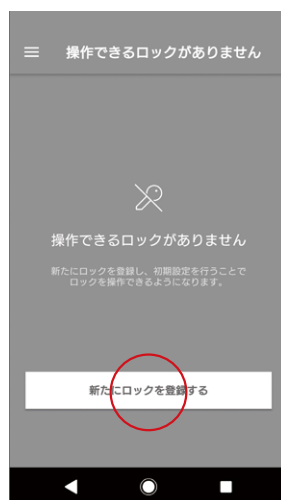 操作できるロックがありません
操作できるロックがありません
新たにロックを登録し、初期設定を行うことで
ロックを操作できるようになります。
新たにロックを登録する